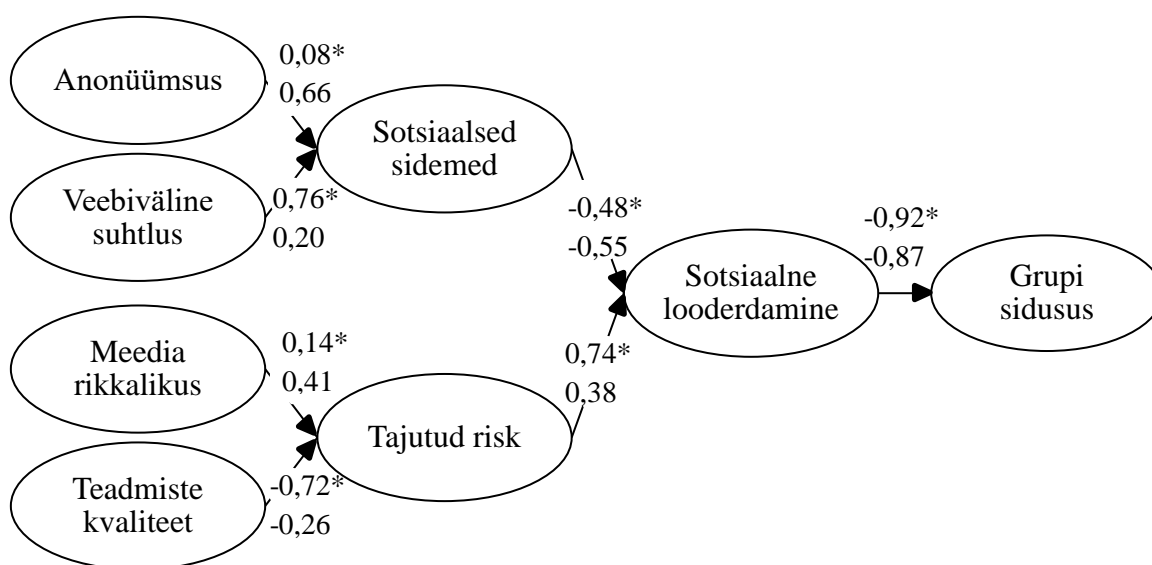 Anonüümsus
0,08*
0,66
Veebiväline
suhtlus
0,76*
0,20
Sotsiaalsed
sidemed
-0,48*
-0,55
Meedia
rikkalikus
0,14*
0,41
Teadmiste
kvaliteet
-0,72*
-0,26
Tajutud risk
0,74*
0,38
Sotsiaalne
looderdamine
-0,92*
-0,87
Grupi
sidusus